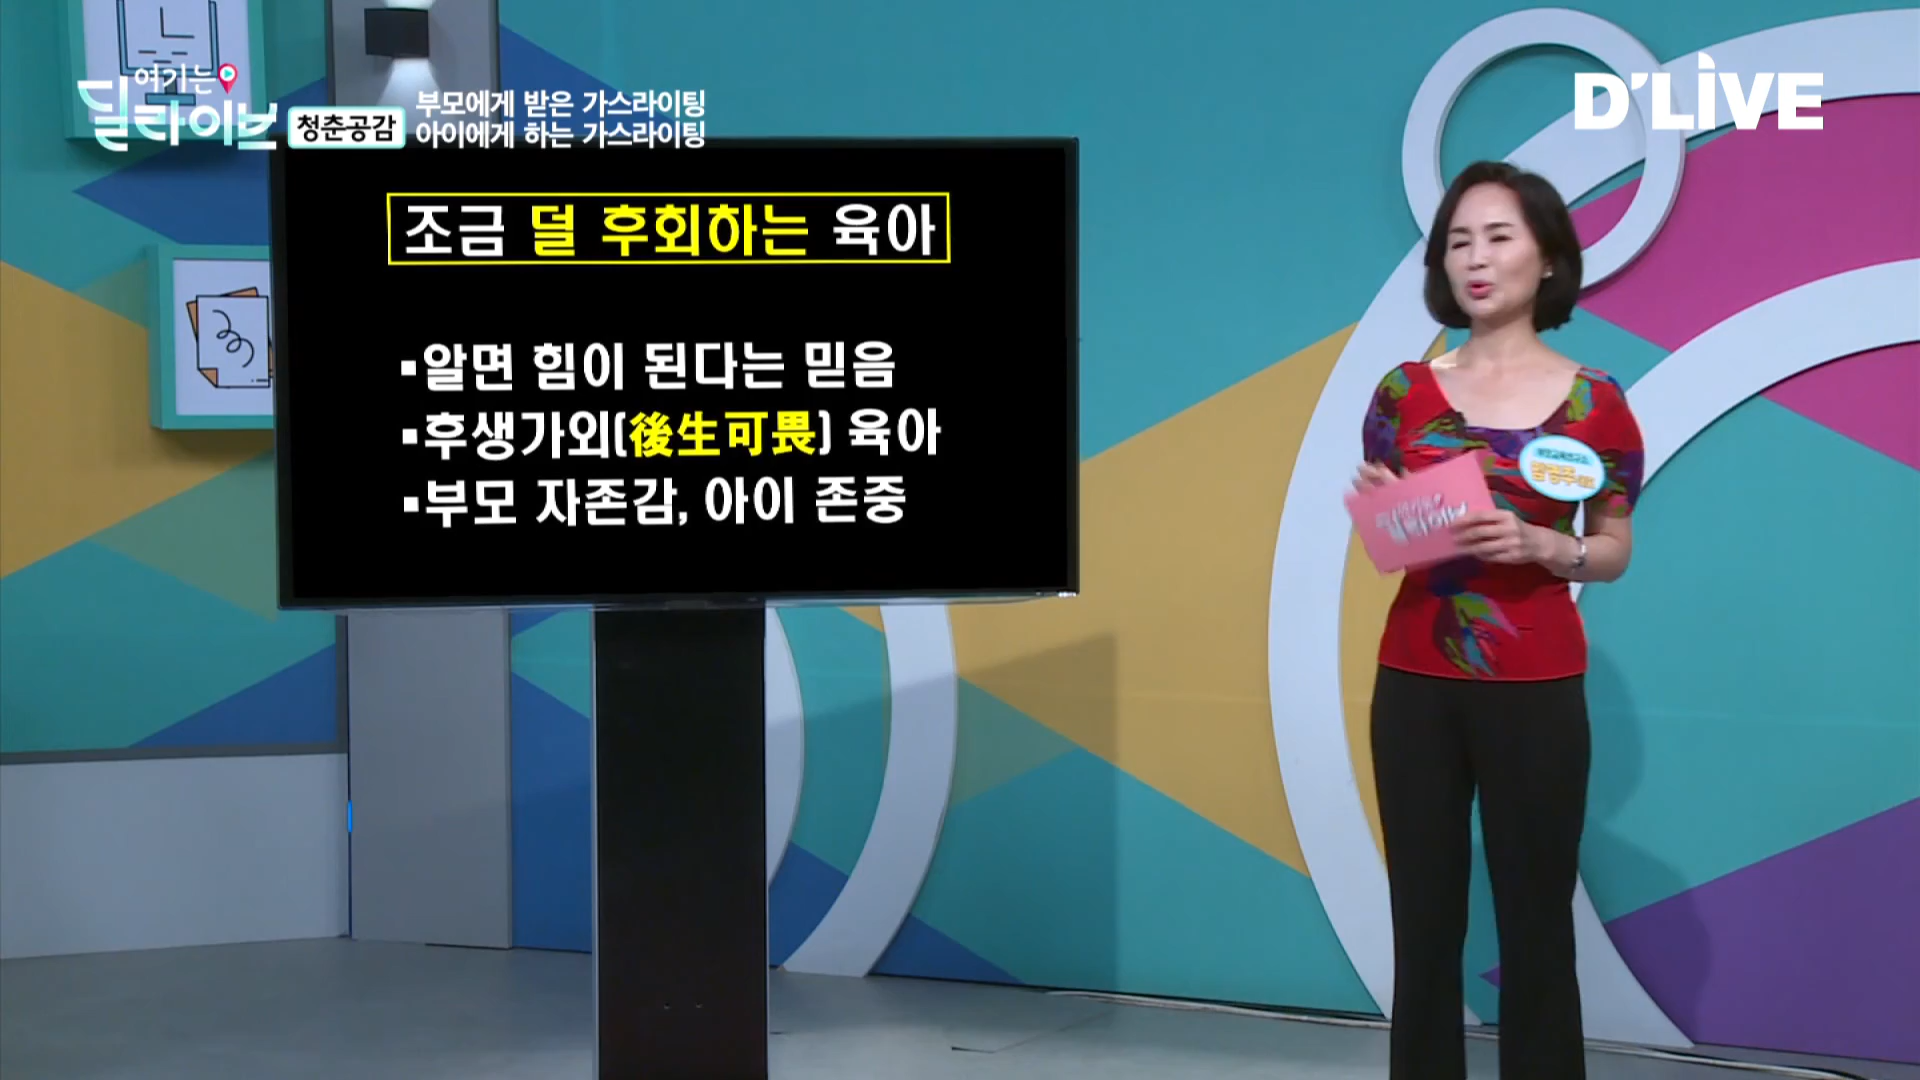 여기는
딜라이브
청춘공감
부모에게 받은 가스라이팅
아이에게 하는 가스라이팅
D'LIVE
조금 덜 후회하는 육아
▪알면 힘이 된다는 믿음
▪후생가외(後生可畏) 육아
▪부모 자존감, 아이 존중